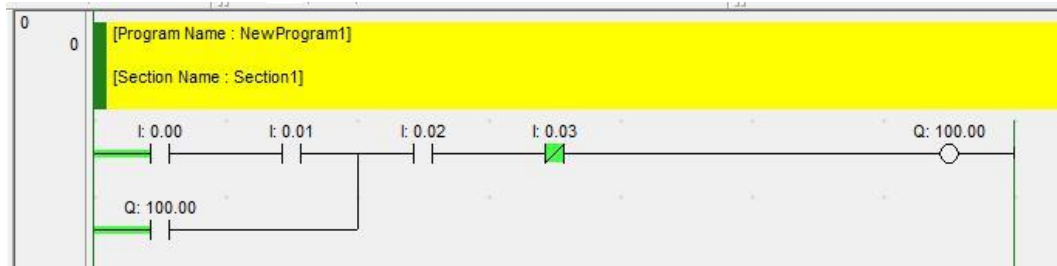 0
0
[Program Name : NewProgram1]
[Section Name : Section1]
I: 0.00
I: 0.01
I: 0.02
I: 0.03
Q: 100.00
Q: 100.00